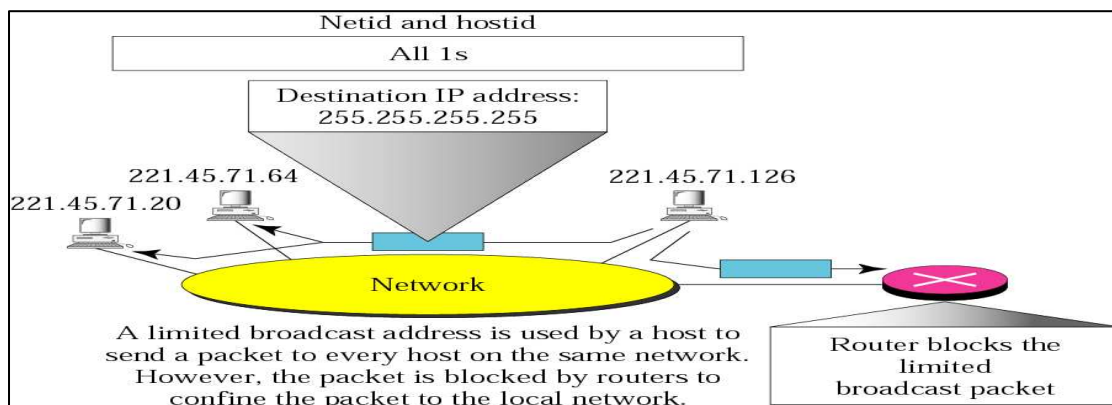 Netid and hostid
All 1s
Destination IP address:
255.255.255.255
221.45.71.64
221.45.71.126
221.45.71.20
Network
A limited broadcast address is used by a host to
send a packet to every host on the same network.
However, the packet is blocked by routers to
confine the packet to the local network.
Router blocks the
limited
broadcast packet